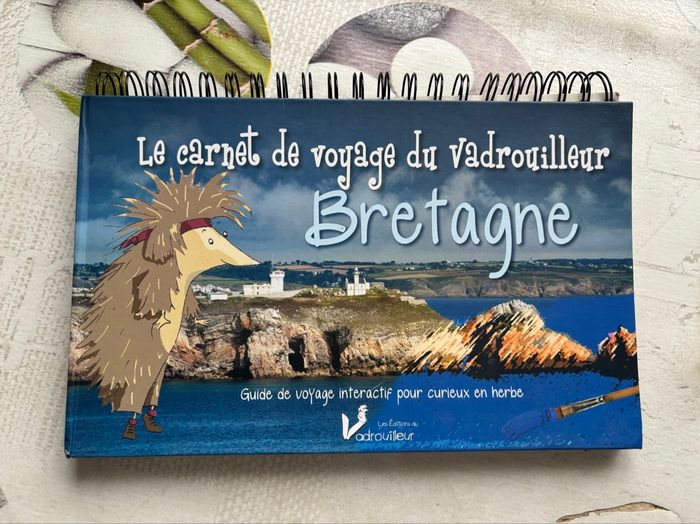 Le carnet de voyage du Vadrouilleur
Bretagne
Guide de voyage interactif pour curieux en herbe
Les Éditions du
Vadrouilleur